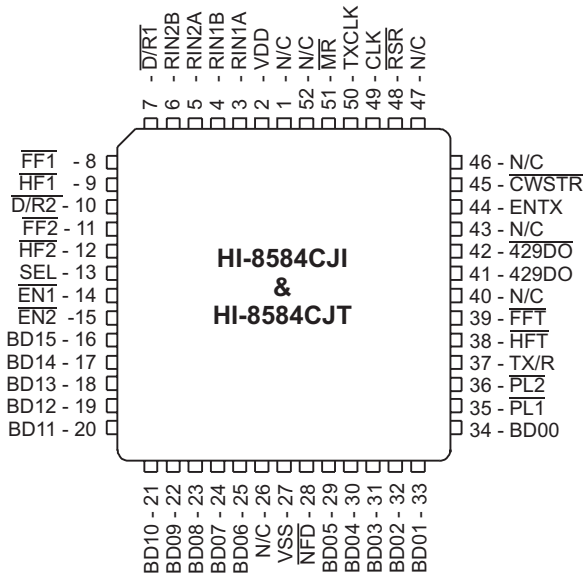 7 - D/R1
6 - RIN2B
5 - RIN2A
4 - RIN1B
3 - RIN1A
2 - VDD
1 - N/C
52 - N/C
51 - MR
50 - TXCLK
49 - CLK
48 - RSR
47 - N/C
FF1 - 8
HF1 - 9
D/R2 - 10
FF2 - 11
HF2 - 12
SEL - 13
EN1 - 14
EN2 -15
BD15 - 16
BD14 - 17
BD13 - 18
BD12 - 19
BD11 - 20
HI-8584CJI
&
HI-8584CJT
46 - N/C
45 - CWSTR
44 - ENTX
43 - N/C
42 - 429DO
41 - 429DO
40 - N/C
39 - FFT
38 - HFT
37 - TX/R
36 - PL2
35 - PL1
34 - BD00
BD10 - 21
BD09 - 22
BD08 - 23
BD07 - 24
BD06 - 25
N/C - 26
VSS - 27
NFD - 28
BD05 - 29
BD04 - 30
BD03 - 31
BD02 - 32
BD01 - 33